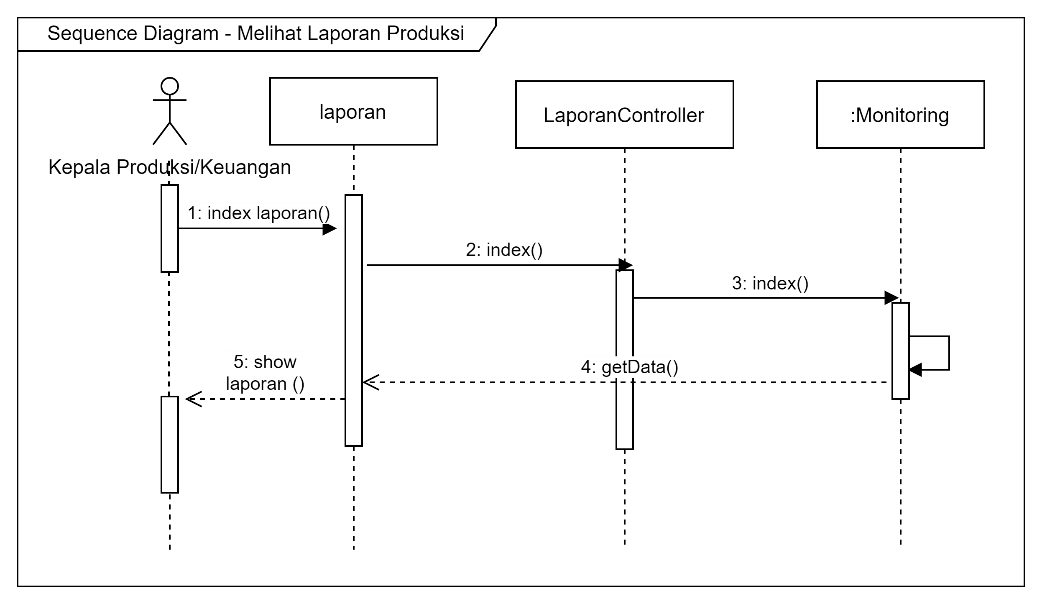 Sequence Diagram - Melihat Laporan Produksi
laporan
LaporanController
:Monitoring
Kepala Produksi/Keuangan
1: index laporan()
2: index()
3: index()
4: getData()
5: show
laporan ()